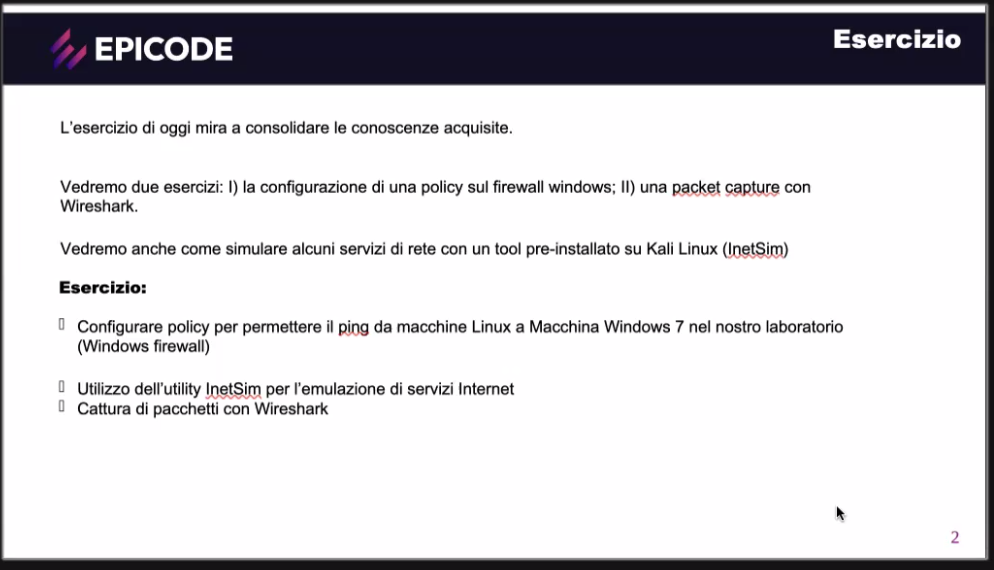 EPICODE
Esercizio
L'esercizio di oggi mira a consolidare le conoscenze acquisite.
Vedremo due esercizi: I) la configurazione di una policy sul firewall windows; II) una packet capture con
Wireshark.
Vedremo anche come simulare alcuni servizi di rete con un tool pre-installato su Kali Linux (InetSim)
Esercizio:
Configurare policy per permettere il ping da macchine Linux a Macchina Windows 7 nel nostro laboratorio
(Windows firewall)
Utilizzo dell'utility InetSim per l'emulazione di servizi Internet
Cattura di pacchetti con Wireshark
2